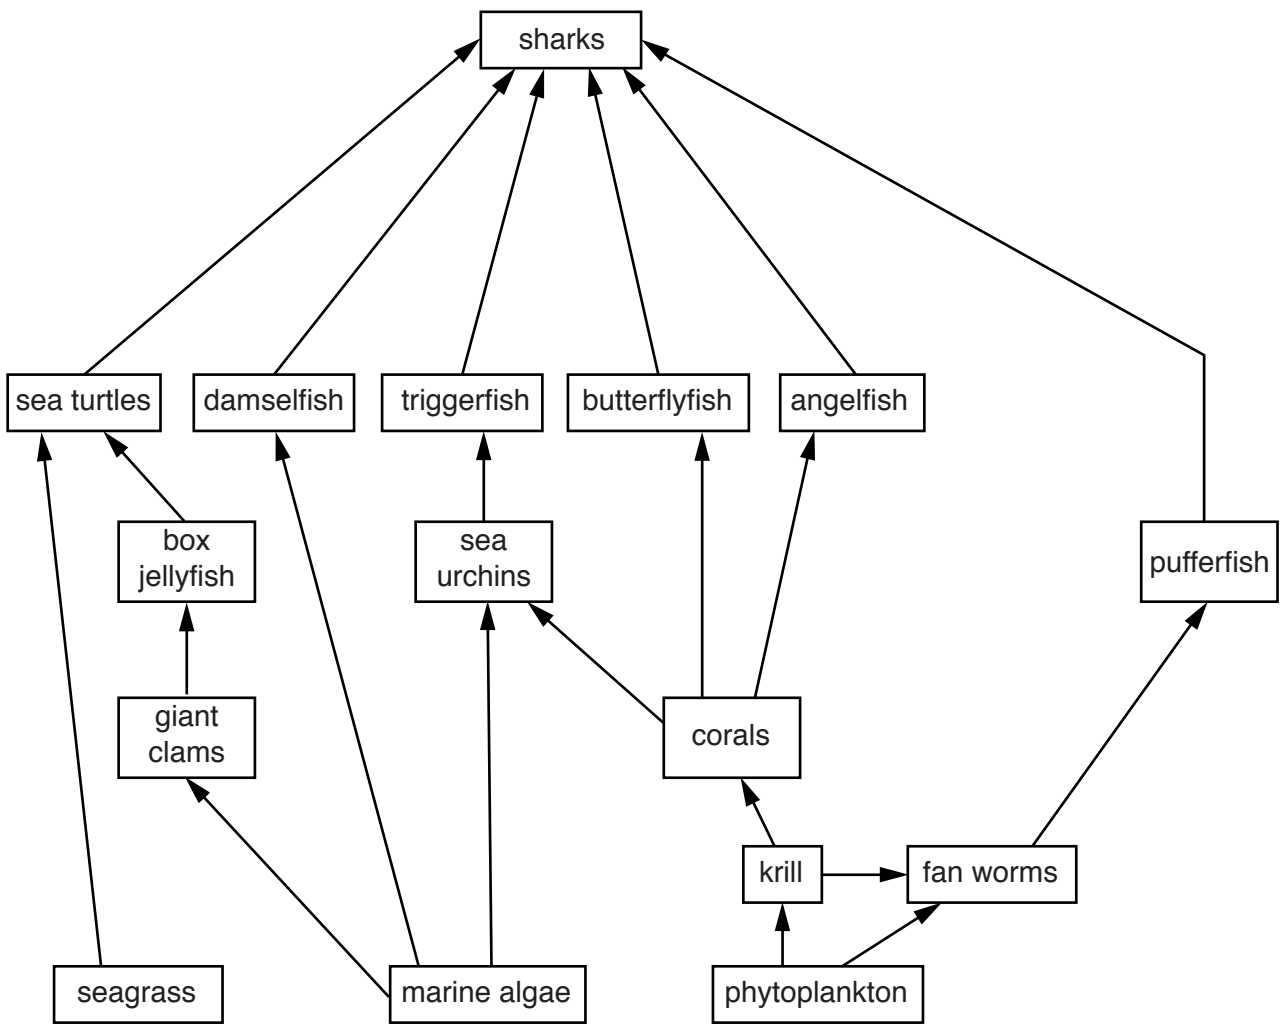 sharks
sea turtles
damselfish
triggerfish
butterflyfish
angelfish
box
jellyfish
sea
urchins
pufferfish
giant
clams
corals
krill
fan worms
seagrass
marine algae
phytoplankton